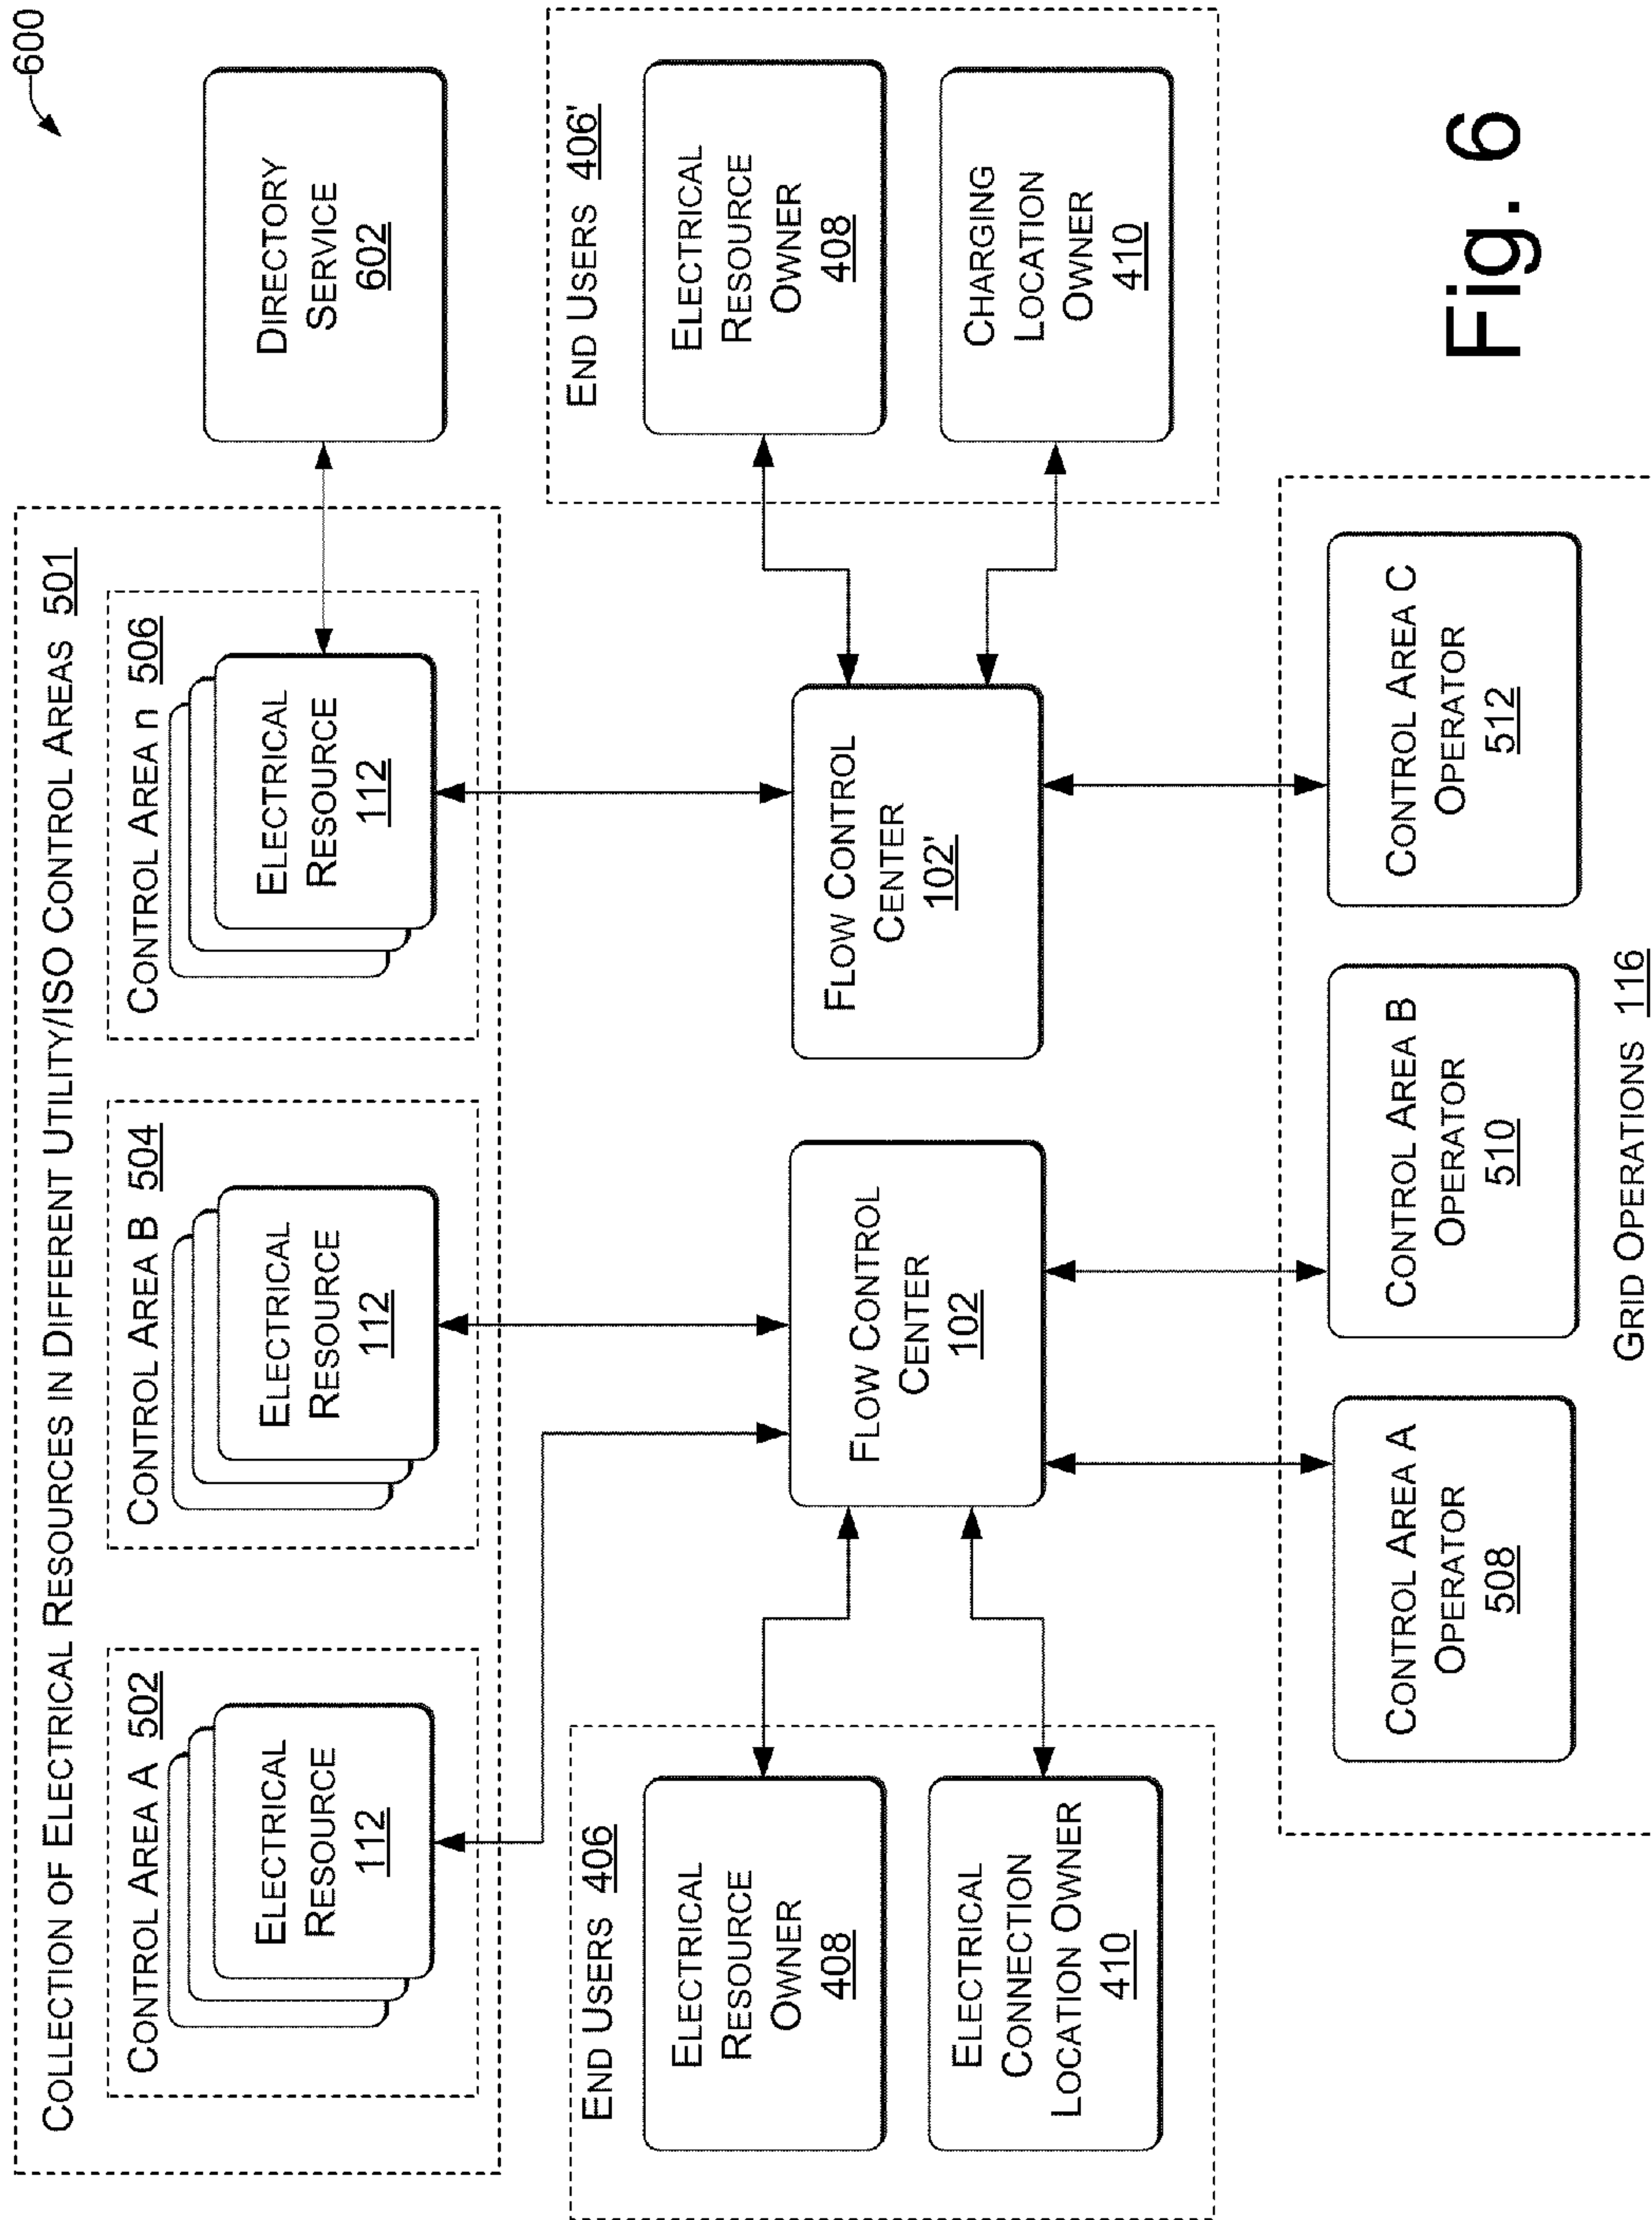 600
COLLECTION OF ELECTRICAL RESOURCES IN DIFFERENT UTILITY/ISO CONTROL AREAS 501
CONTROL AREA A 502
ELECTRICAL
RESOURCE
112
CONTROL AREA B 504
ELECTRICAL
RESOURCE
112
CONTROL AREA n 506
ELECTRICAL
RESOURCE
112
DIRECTORY
SERVICE
602
END USERS 406
ELECTRICAL
RESOURCE
OWNER
408
ELECTRICAL
CONNECTION
LOCATION OWNER
410
FLOW CONTROL
CENTER
102
FLOW CONTROL
CENTER
102'
END USERS 406'
ELECTRICAL
RESOURCE
OWNER
408
CHARGING
LOCATION
OWNER
410
CONTROL AREA A
OPERATOR
508
CONTROL AREA B
OPERATOR
510
CONTROL AREA C
OPERATOR
512
GRID OPERATIONS 116
Fig. 6